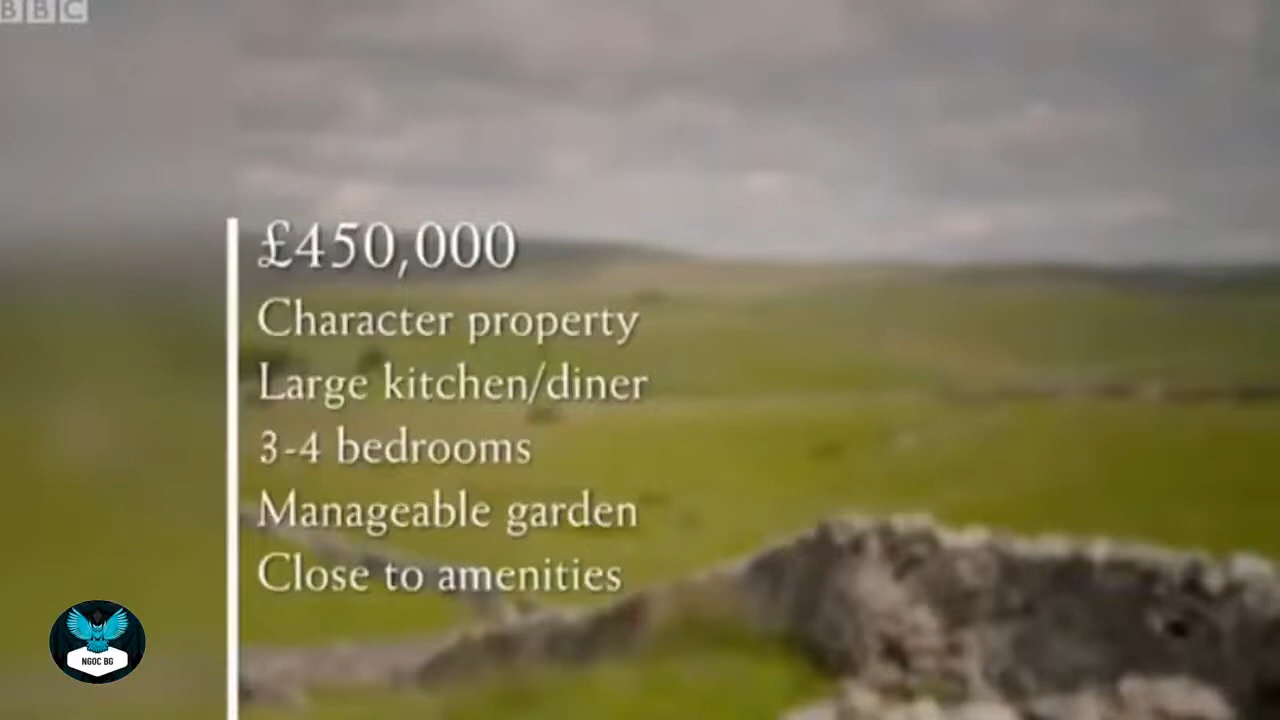 BBC
£450,000
Character property
Large kitchen/diner
3-4 bedrooms
Manageable garden
Close to amenities
NGOC BG